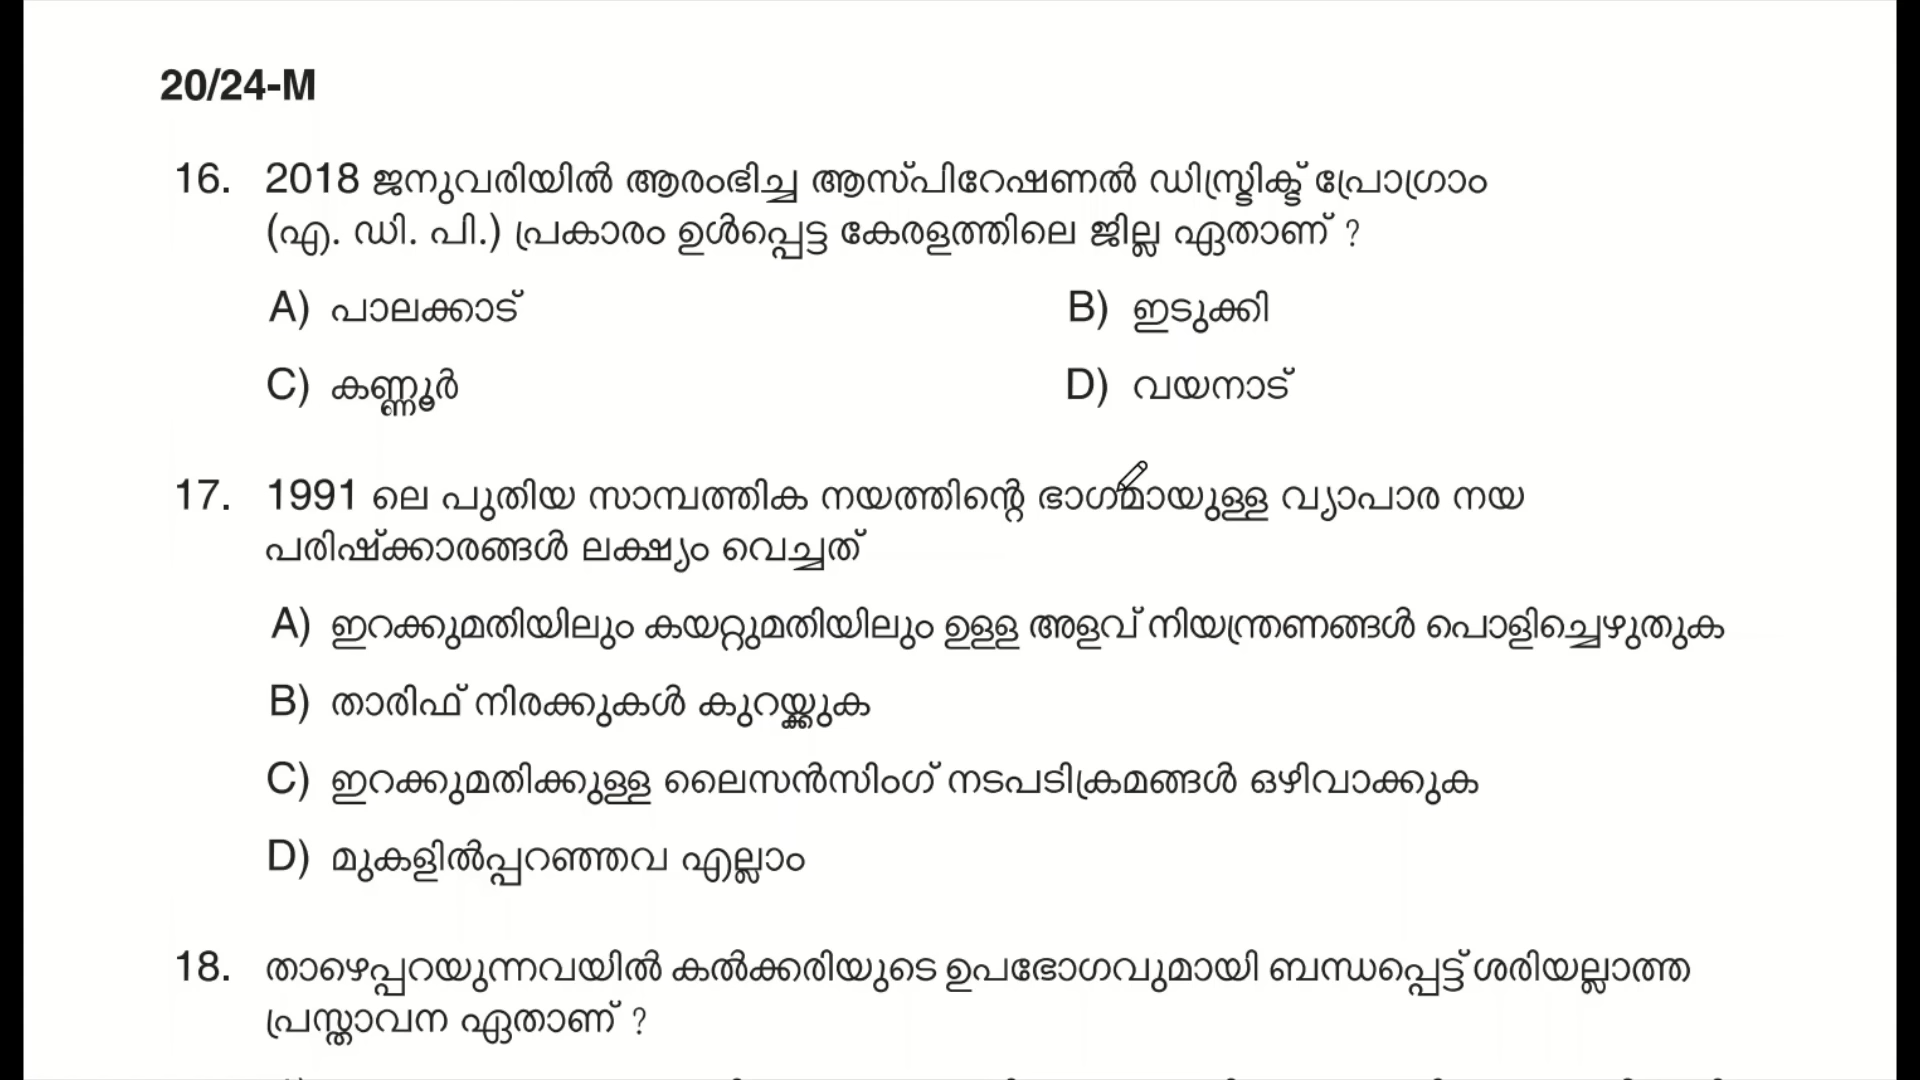 20/24-M
16. 2018 ജനുവരിയിൽ ആരംഭിച്ച ആസ്പിറേഷണൽ ഡിസ്ട്രിക്ട് പ്രോഗ്രാം
(എ. ഡി. പി.) പ്രകാരം ഉൾപ്പെട്ട കേരളത്തിലെ ജില്ല ഏതാണ് ?
A) പാലക്കാട് B) ഇടുക്കി
C) കണ്ണൂർ D) വയനാട്
17. 1991 ലെ പുതിയ സാമ്പത്തിക നയത്തിന്റെ ഭാഗമായുള്ള വ്യാപാര നയ
പരിഷ്ക്കാരങ്ങൾ ലക്ഷ്യം വെച്ചത്
A) ഇറക്കുമതിയിലും കയറ്റുമതിയിലും ഉള്ള അളവ് നിയന്ത്രണങ്ങൾ പൊളിച്ചെഴുതുക
B) താരിഫ് നിരക്കുകൾ കുറയ്ക്കുക
C) ഇറക്കുമതിക്കുള്ള ലൈസൻസിംഗ് നടപടിക്രമങ്ങൾ ഒഴിവാക്കുക
D) മുകളിൽപ്പറഞ്ഞവ എല്ലാം
18. താഴെപ്പറയുന്നവയിൽ കൽക്കരിയുടെ ഉപഭോഗവുമായി ബന്ധപ്പെട്ട് ശരിയല്ലാത്ത
പ്രസ്താവന ഏതാണ് ?